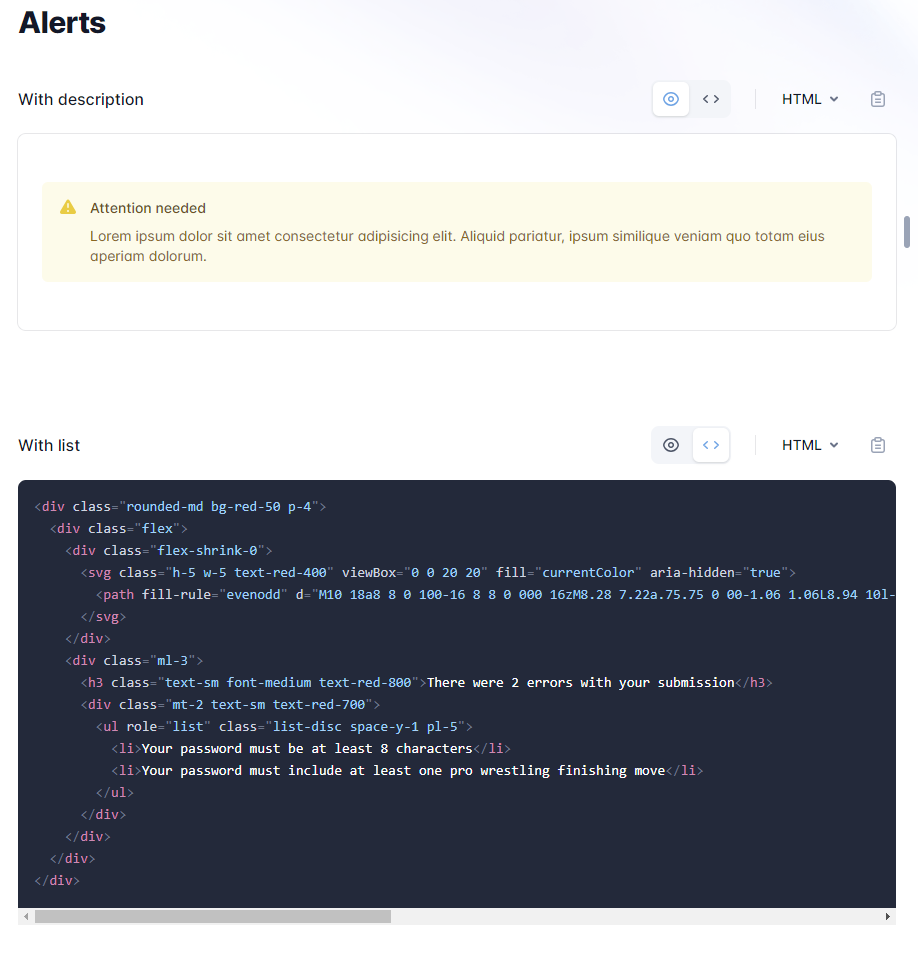 Alerts
With description
HTML
Attention needed
Lorem ipsum dolor sit amet consectetur adipisicing elit. Aliquid pariatur, ipsum similique veniam quo totam eius
aperiam dolorum.
With list
HTML
<div class="rounded-md bg-red-50 p-4">
  <div class="flex">
    <div class="flex-shrink-0">
      <svg class="h-5 w-5 text-red-400" viewBox="0 0 20 20" fill="currentColor" aria-hidden="true">
        <path fill-rule="evenodd" d="M10 18a8 8 0 100-16 8 8 0 000 16zM8.28 7.22a.75.75 0 00-1.06 1.06L8.94 10l-
      </svg>
    </div>
    <div class="ml-3">
      <h3 class="text-sm font-medium text-red-800">There were 2 errors with your submission</h3>
      <div class="mt-2 text-sm text-red-700">
        <ul role="list" class="list-disc space-y-1 pl-5">
          <li>Your password must be at least 8 characters</li>
          <li>Your password must include at least one pro wrestling finishing move</li>
        </ul>
      </div>
    </div>
  </div>
</div>